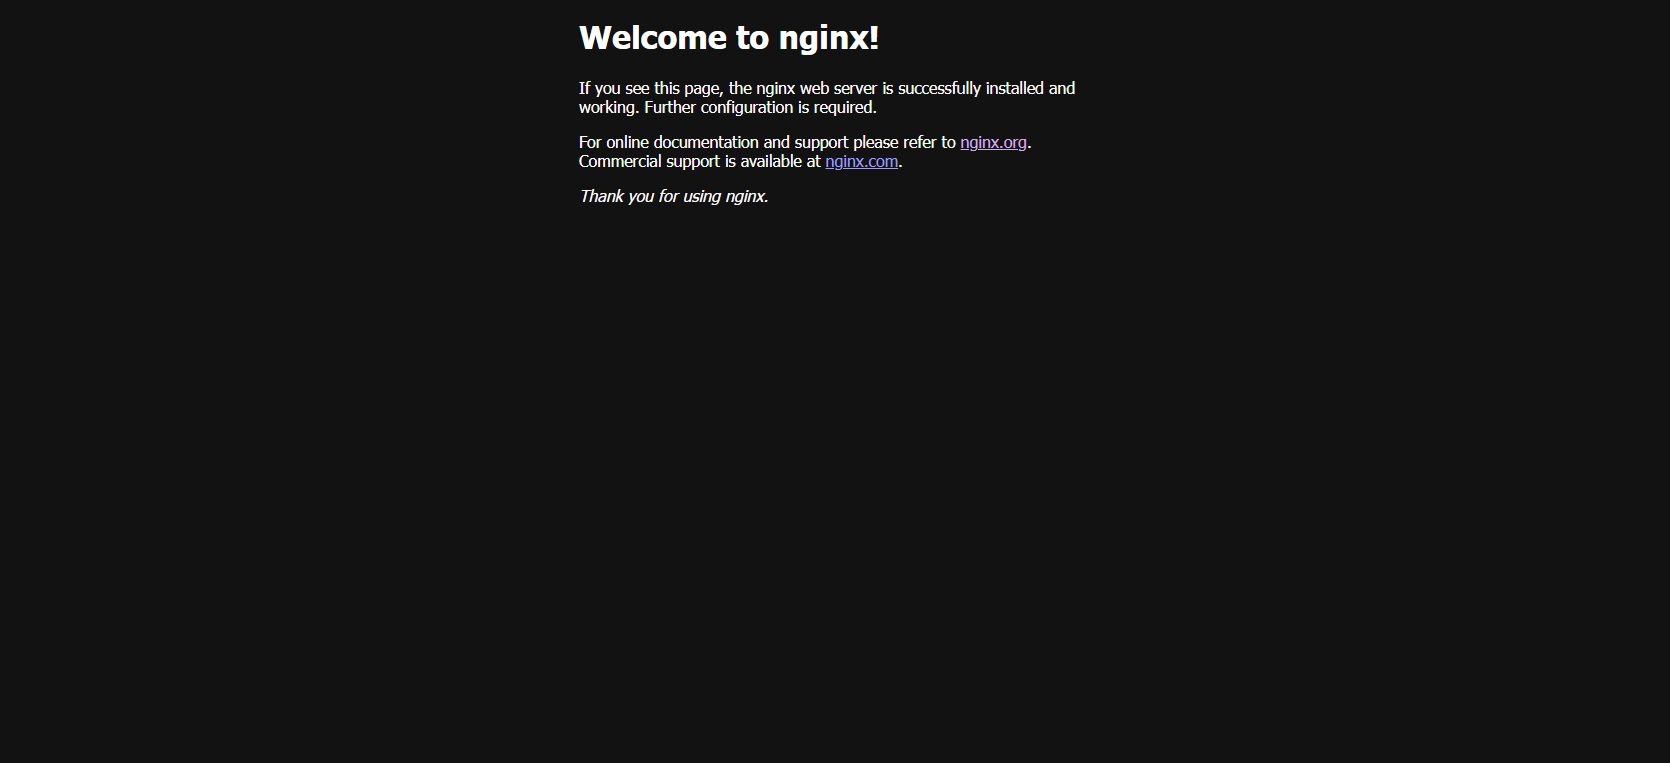 Welcome to nginx!
If you see this page, the nginx web server is successfully installed and
working. Further configuration is required.
For online documentation and support please refer to nginx.org.
Commercial support is available at nginx.com.
Thank you for using nginx.